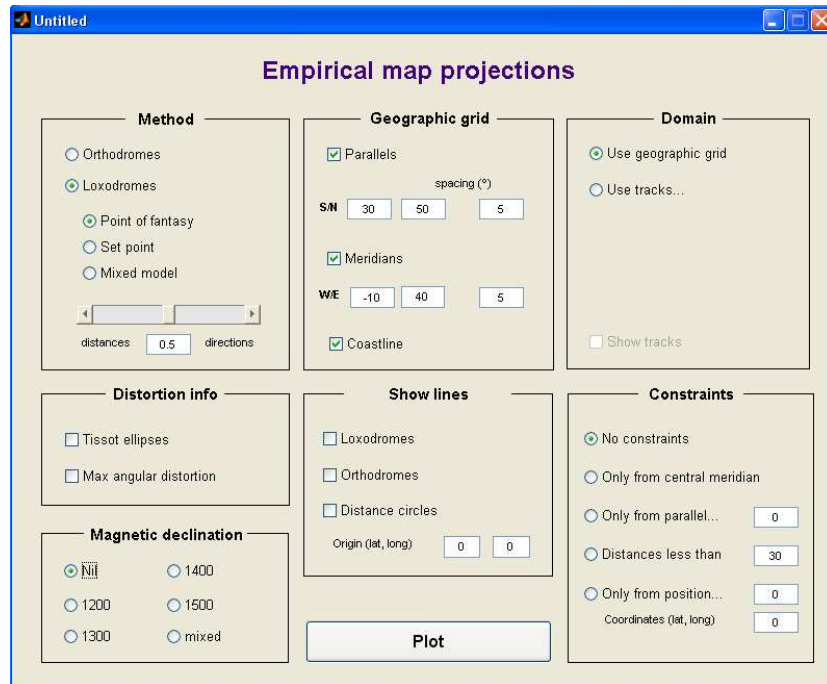 Untitled
Empirical map projections
Method
Orthodromes
Loxodromes
Point of fantasy
Set point
Mixed model
distances 0.5 directions
Geographic grid
Parallels
spacing (º)
S/N 30 50 5
Meridians
W/E -10 40 5
Coastline
Domain
Use geographic grid
Use tracks...
Show tracks
Distortion info
Tissot ellipses
Max angular distortion
Show lines
Loxodromes
Orthodromes
Distance circles
Origin (lat, long) 0 0
Constraints
No constraints
Only from central meridian
Only from parallel... 0
Distances less than 30
Only from position... 0
Coordinates (lat, long) 0
Magnetic declination
Nil 1400
1200 1500
1300 mixed
Plot